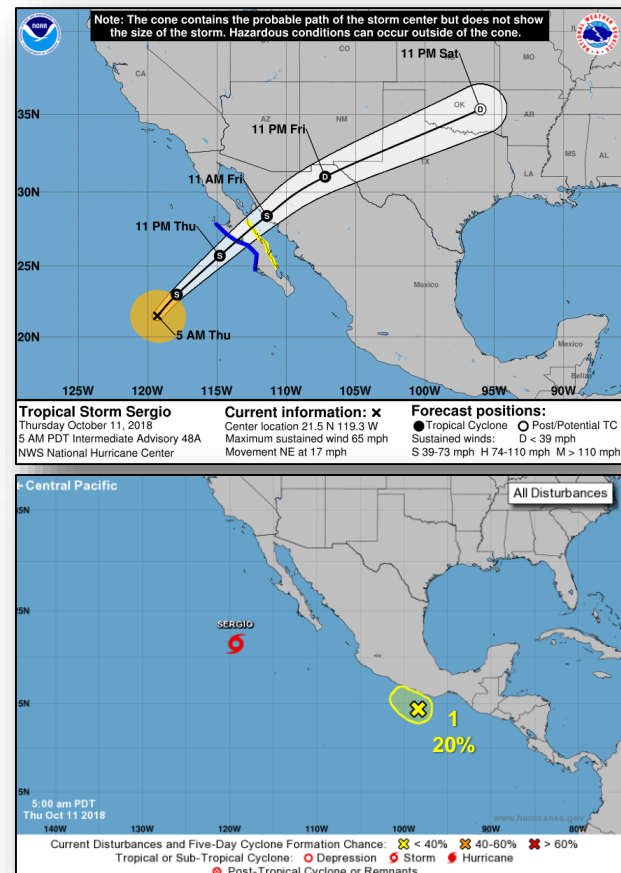 Note: The cone contains the probable path of the storm center but does not show
the size of the storm. Hazardous conditions can occur outside of the cone.
NOAA
NATIONAL WEATHER SERVICE
CO
MO
CA
11 PM Sat
35N
AZ
NM
OK
AR
11 PM Fri
MS
AL
TX
LA
30N
11 AM Fri
D
S
11 PM Thu
S
25N
Mexico
S
5 AM Thu
20N
Mexico
Belize
125W 120W 115W 110W 105W 100W 95W 90W
Tropical Storm Sergio
Thursday October 11, 2018
5 AM PDT Intermediate Advisory 48A
NWS National Hurricane Center
Current information: x
Center location 21.5 N 119.3 W
Maximum sustained wind 65 mph
Movement NE at 17 mph
Forecast positions:
Tropical Cyclone Post/Potential TC
Sustained winds: D < 39 mph
S 39-73 mph H 74-110 mph M > 110 mph
Central Pacific
All Disturbances
5N
25N
SERGIO
5N
1
20%
5N
5:00 am PDT
Thu Oct 11 2018
www.hurricanes.gov
140W 130W 120W 110W 100W 90W 80W
Current Disturbances and Five-Day Cyclone Formation Chance: < 40% 40-60% > 60%
Tropical or Sub-Tropical Cyclone: Depression Storm Hurricane
Post-Tropical Cyclone or Remnants